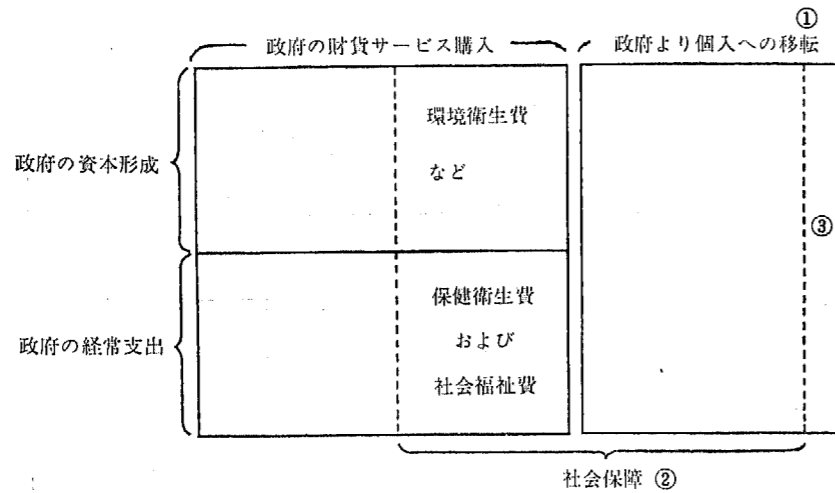 ①
政府の財貨サービス購入
政府より個人への移転
環境衛生費
など
政府の資本形成
③
保健衛生費
および
社会福祉費
政府の経常支出
社会保障 ②